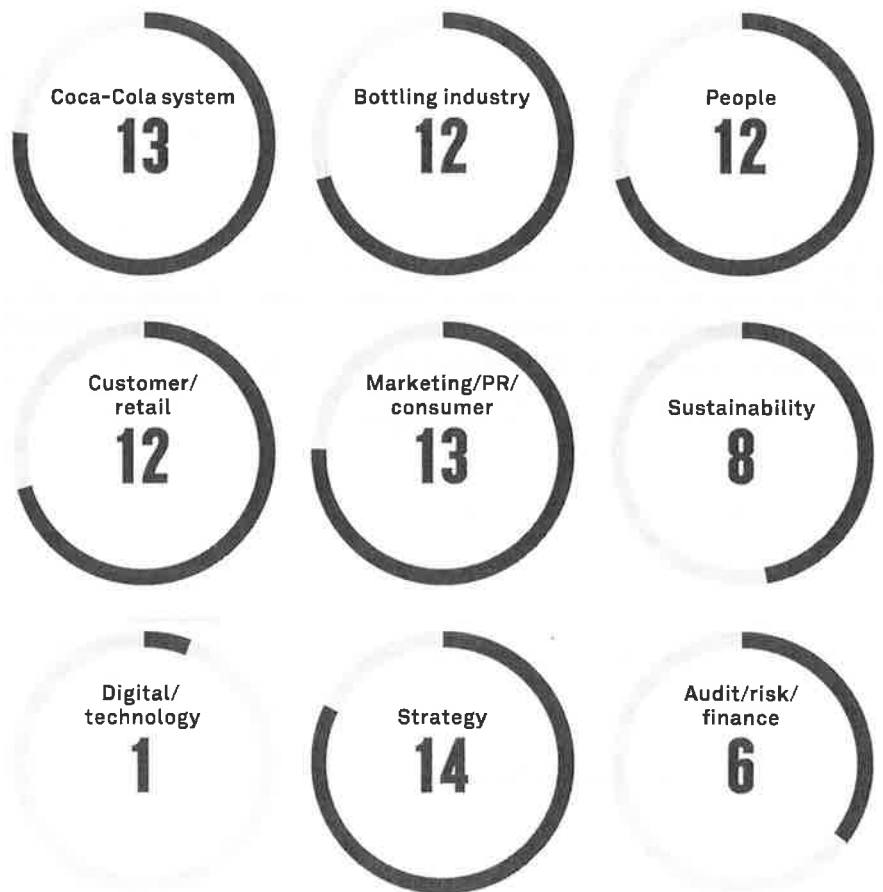 Coca-Cola system
13
Bottling industry
12
People
12
Customer/
retail
12
Marketing/PR/
consumer
13
Sustainability
8
Digital/
technology
1
Strategy
14
Audit/risk/
finance
6